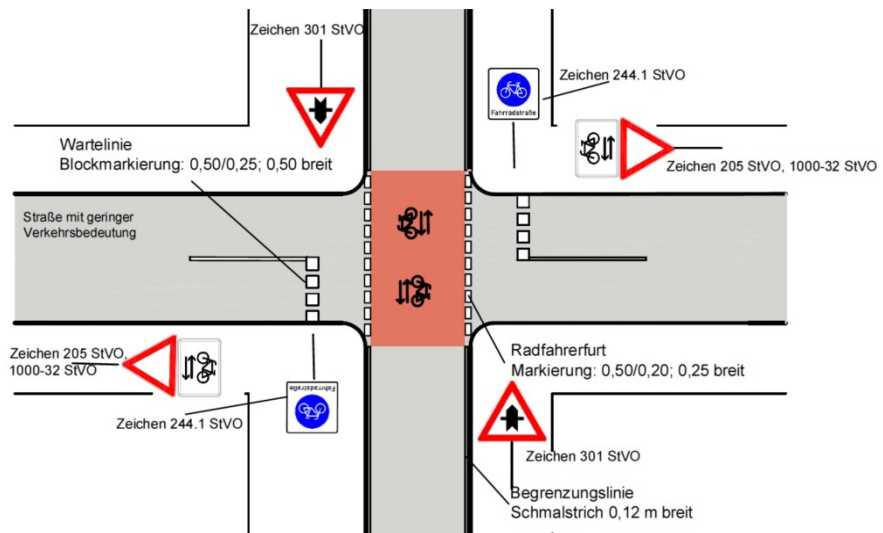 Zeichen 301 StVO
Zeichen 244.1 StVO
Fahrradstraße
Wartelinie
Blockmarkierung: 0,50/0,25; 0,50 breit
Zeichen 205 StVO, 1000-32 StVO
Straße mit geringer
Verkehrsbedeutung
Zeichen 205 StVO,
1000-32 StVO
Radfahrerfurt
Markierung: 0,50/0,20; 0,25 breit
Fahrradstraße
Zeichen 244.1 StVO
Zeichen 301 StVO
Begrenzungslinie
Schmalstrich 0,12 m breit